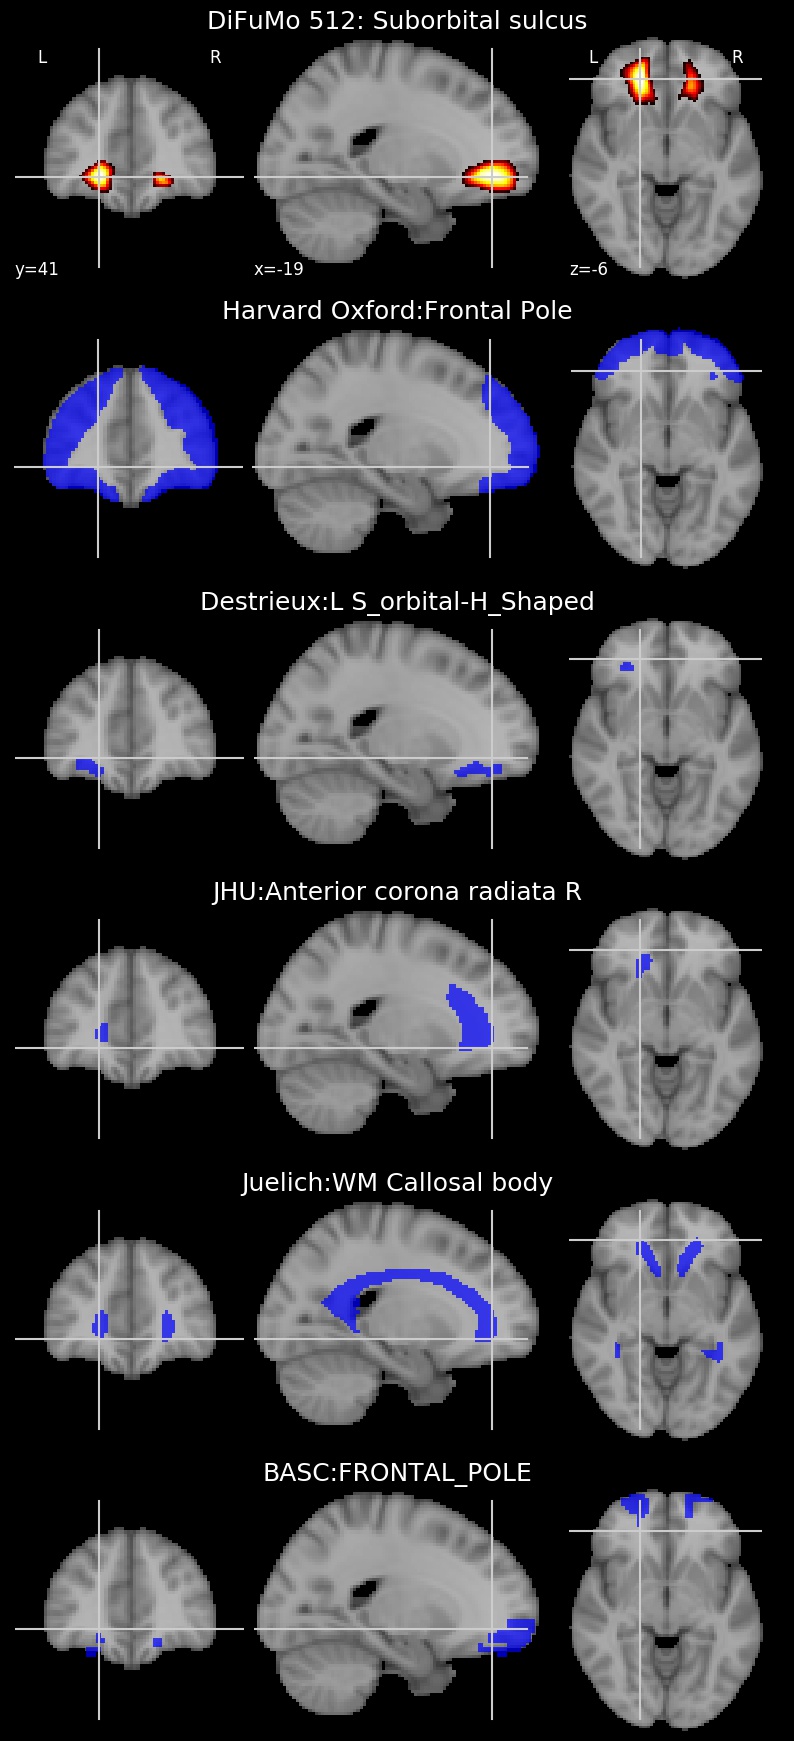 DiFuMo 512: Suborbital sulcus
L R L R
y=41 x=-19 z=-6
Harvard Oxford:Frontal Pole
Destrieux:L S_orbital-H_Shaped
JHU:Anterior corona radiata R
Juelich:WM Callosal body
BASC:FRONTAL_POLE